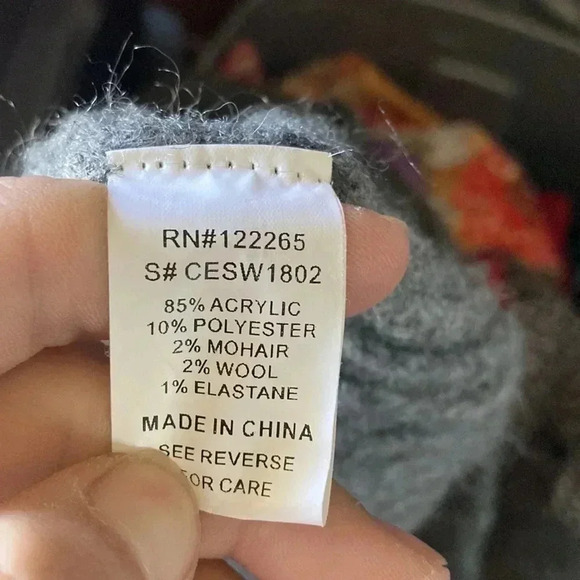 RN#122265
S# CESW1802
85% ACRYLIC
10% POLYESTER
2% MOHAIR
2% WOOL
1% ELASTANE
MADE IN CHINA
SEE REVERSE
FOR CARE